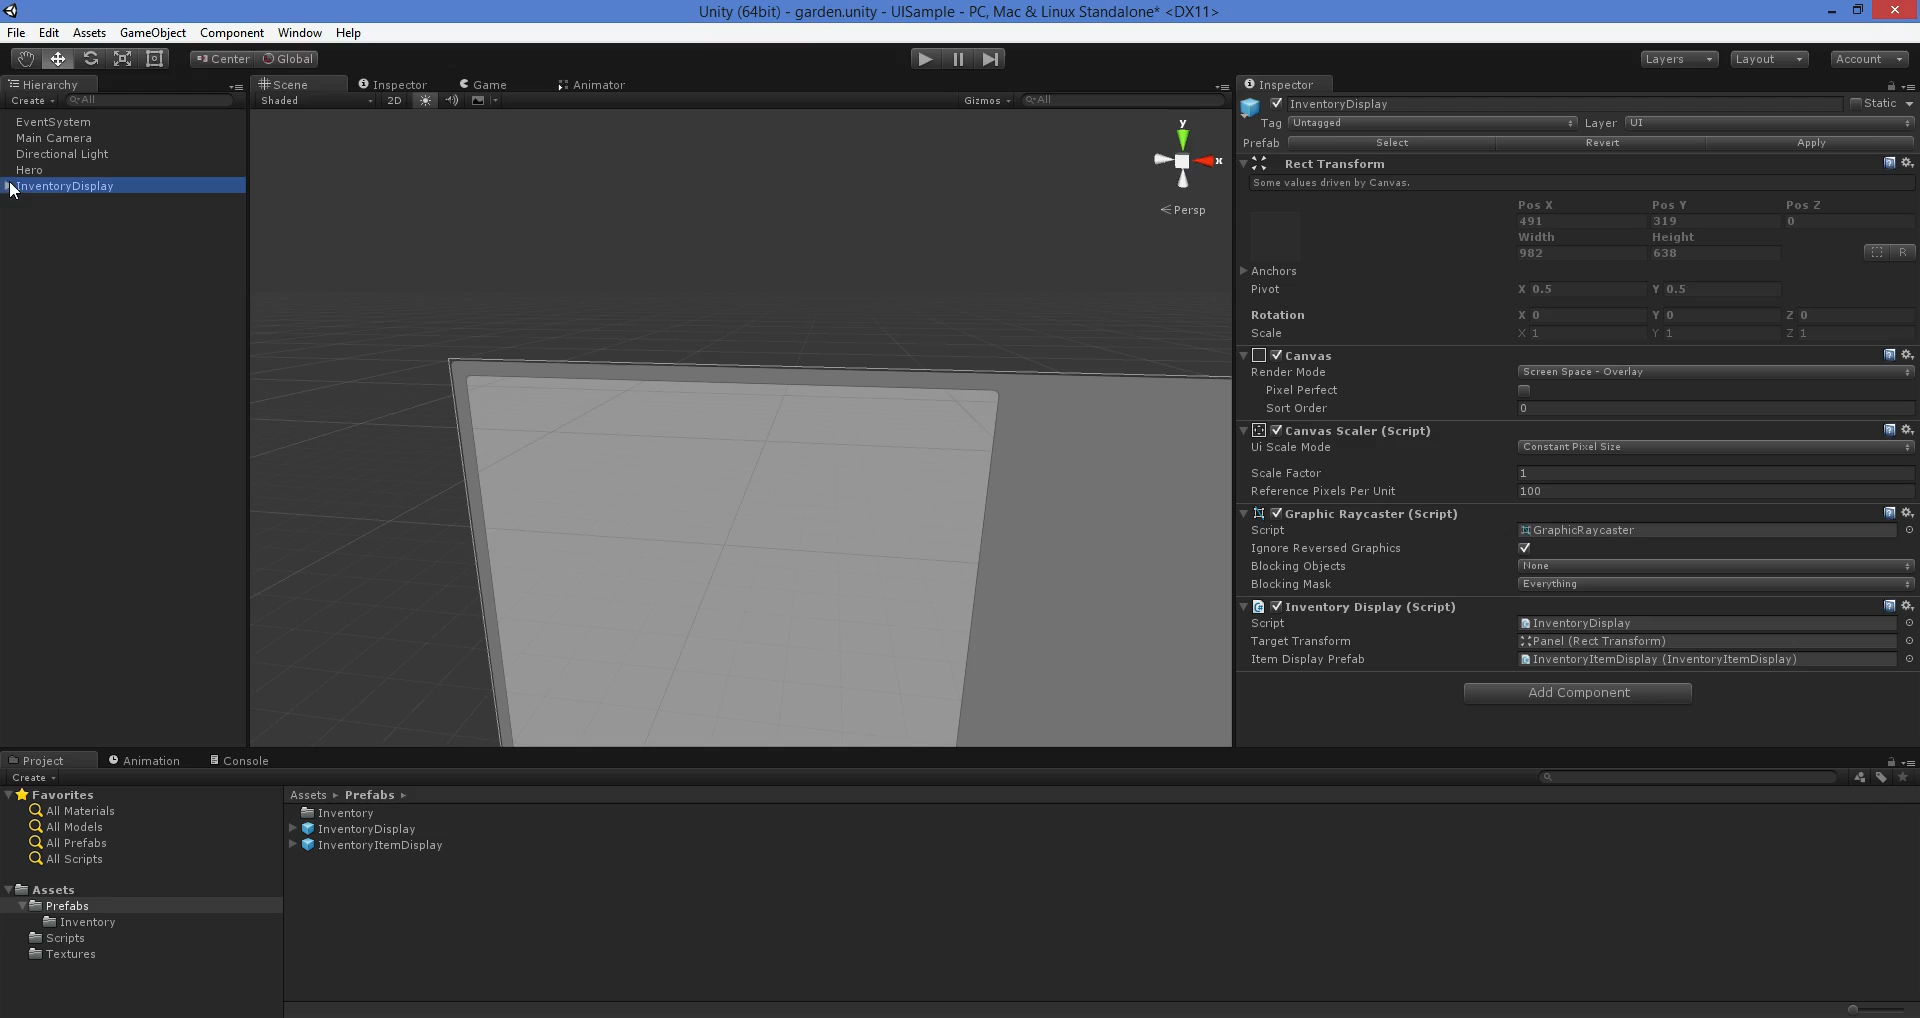 Unity (64bit) - garden.unity - UISample - PC, Mac & Linux Standalone* <DX11>
File Edit Assets GameObject Component Window Help
Center Global Layers Layout Account
Hierarchy
Create All
EventSystem
Main Camera
Directional Light
Hero
InventoryDisplay
Scene Inspector Game Animator
Shaded 2D Gizmos All
y
x
Persp
Inspector
InventoryDisplay Static
Tag Untagged Layer UI
Prefab Select Revert Apply
Rect Transform
Some values driven by Canvas.
Pos X Pos Y Pos Z
491 319 0
Width Height
982 638
R
Anchors
Pivot X 0.5 Y 0.5
Rotation X 0 Y 0 Z 0
Scale X 1 Y 1 Z 1
Canvas
Render Mode Screen Space - Overlay
Pixel Perfect
Sort Order 0
Canvas Scaler (Script)
Ui Scale Mode Constant Pixel Size
Scale Factor 1
Reference Pixels Per Unit 100
Graphic Raycaster (Script)
Script GraphicRaycaster
Ignore Reversed Graphics
Blocking Objects None
Blocking Mask Everything
Inventory Display (Script)
Script InventoryDisplay
Target Transform Panel (Rect Transform)
Item Display Prefab InventoryItemDisplay (InventoryItemDisplay)
Add Component
Project Animation Console
Create
Favorites
All Materials
All Models
All Prefabs
All Scripts
Assets
Prefabs
Inventory
Scripts
Textures
Assets Prefabs
Inventory
InventoryDisplay
InventoryItemDisplay